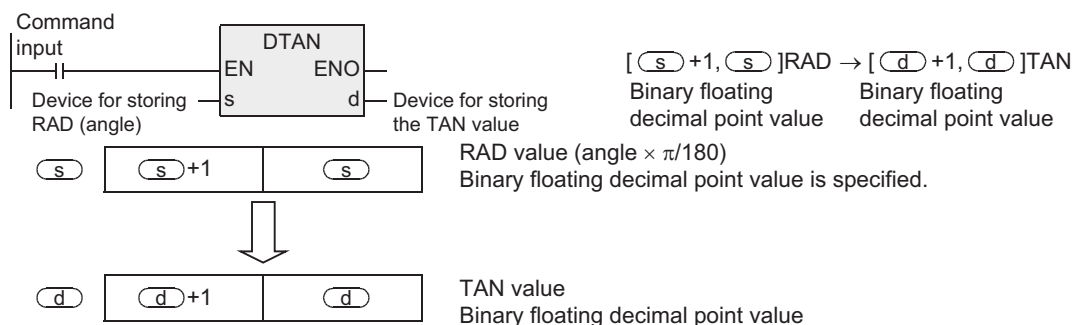 Command
input
DTAN
EN ENO
Device for storing
RAD (angle)
s d
Device for storing
the TAN value
[ s +1, s ]RAD → [ d +1, d ]TAN
Binary floating
decimal point value
Binary floating
decimal point value
s s +1 s
RAD value (angle × π/180)
Binary floating decimal point value is specified.
d d +1 d
TAN value
Binary floating decimal point value